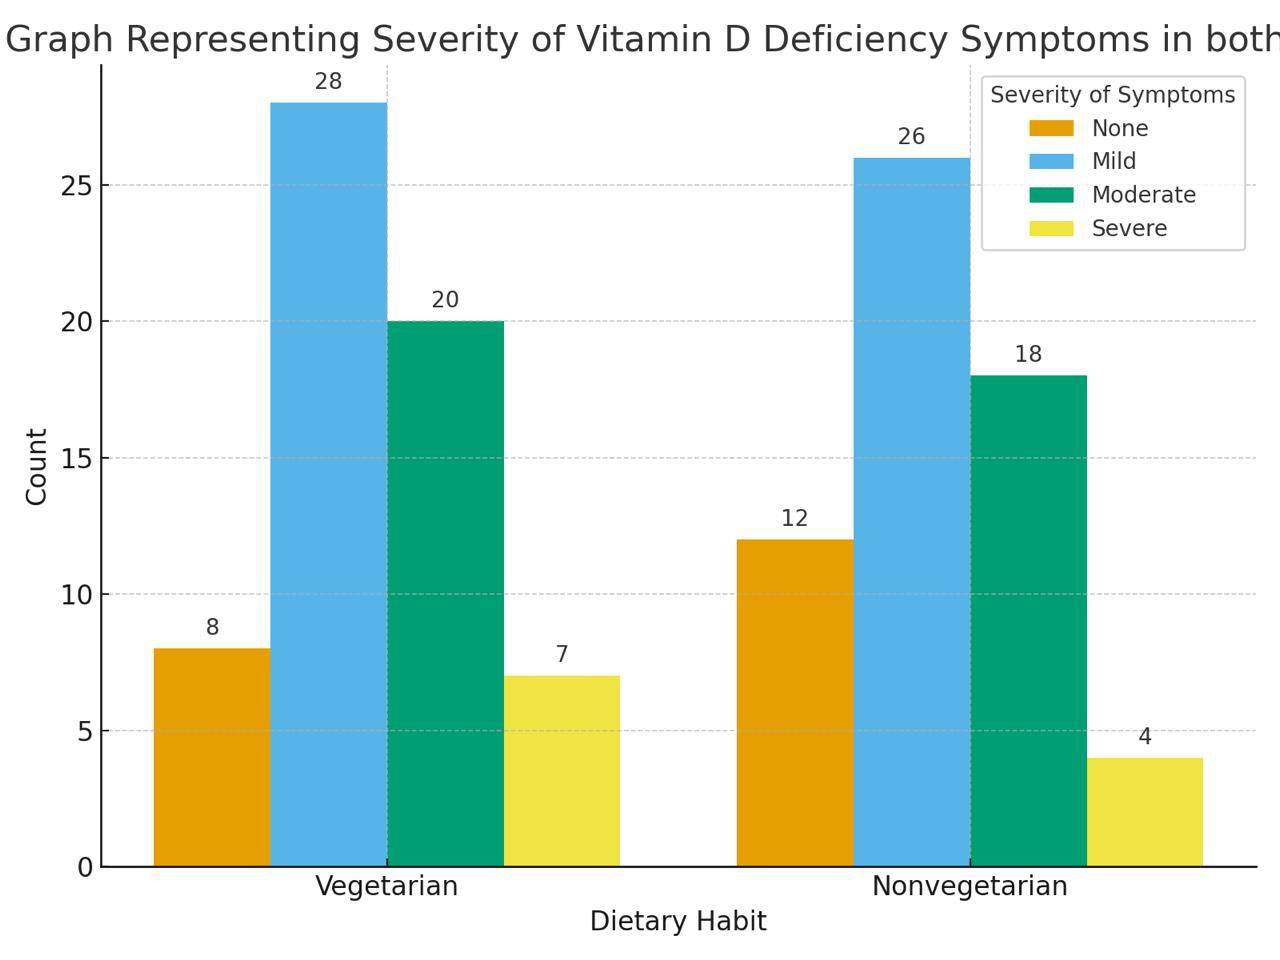 Graph Representing Severity of Vitamin D Deficiency Symptoms in both
28
26
20
18
12
8
7
4
Severity of Symptoms
None
Mild
Moderate
Severe
25
20
15
10
5
0
Count
Vegetarian
Nonvegetarian
Dietary Habit